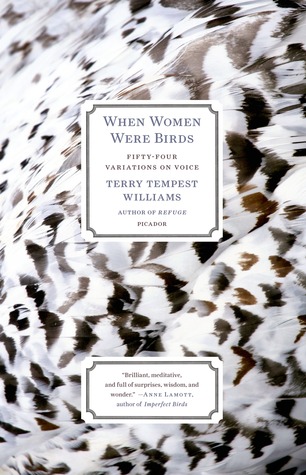 When Women
Were Birds
FIFTY-FOUR
VARIATIONS ON VOICE
TERRY TEMPEST
WILLIAMS
AUTHOR OF REFUGE
PICADOR
"Brilliant, meditative,
and full of surprises, wisdom, and
wonder." —ANNE LAMOTT,
author of Imperfect Birds